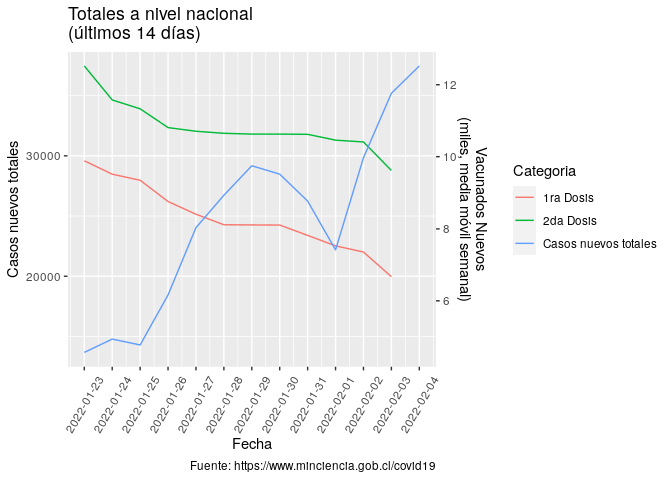 Totales a nivel nacional
(últimos 14 días)
Casos nuevos totales
30000
20000
12
10
8
6
Vacunados Nuevos
(miles, media móvil semanal)
2022-01-23
2022-01-24
2022-01-25
2022-01-26
2022-01-27
2022-01-28
2022-01-29
2022-01-30
2022-01-31
2022-02-01
2022-02-02
2022-02-03
2022-02-04
Fecha
Categoria
1ra Dosis
2da Dosis
Casos nuevos totales
Fuente: https://www.minciencia.gob.cl/covid19